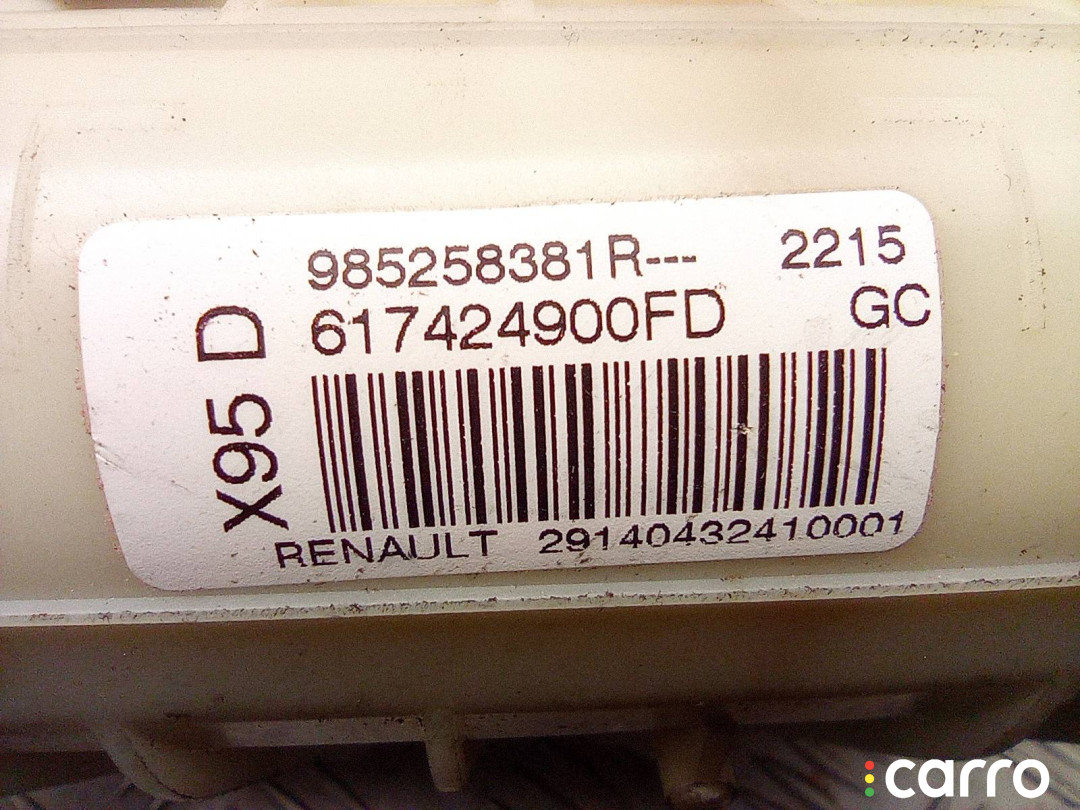 985258381R--- 2215
617424900FD GC
X95 D
RENAULT 29140432410001
carro